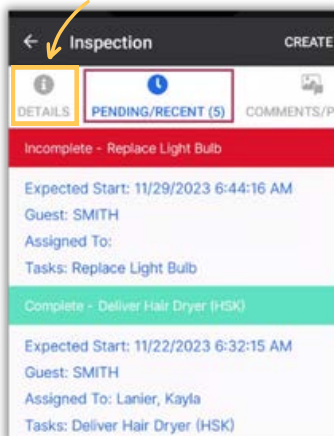 ← Inspection CREATE
DETAILS PENDING/RECENT (5) COMMENTS/P
Incomplete - Replace Light Bulb
Expected Start: 11/29/2023 6:44:16 AM
Guest: SMITH
Assigned To:
Tasks: Replace Light Bulb
Complete - Deliver Hair Dryer (HSK)
Expected Start: 11/22/2023 6:32:15 AM
Guest: SMITH
Assigned To: Lanier, Kayla
Tasks: Deliver Hair Dryer (HSK)